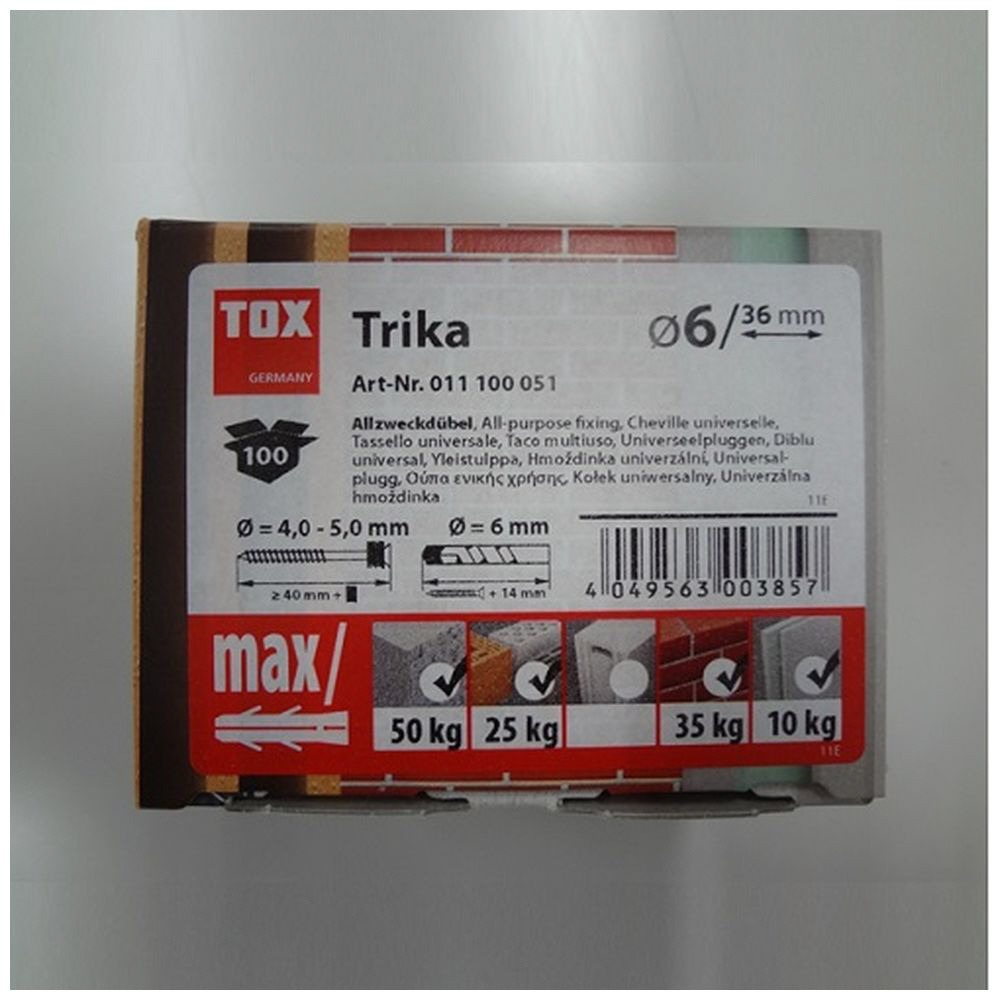 TOX
GERMANY
Trika
Ø6/36 mm
Art-Nr. 011 100 051
100
Allzweckdübel, All-purpose fixing, Cheville universelle,
Tassello universale, Taco multiuso, Universeelpluggen, Diblu
universal, Yleistulppa, Hmoždinka univerzální, Universal-
plugg, Ούπα ενικής χρήσης, Kołek uniwersalny, Univerzálna
hmoždinka
11E
Ø = 4,0 - 5,0 mm
Ø = 6 mm
≥ 40 mm +
+ 14 mm
4 049563 003857
max/
50 kg
25 kg
35 kg
10 kg
11E